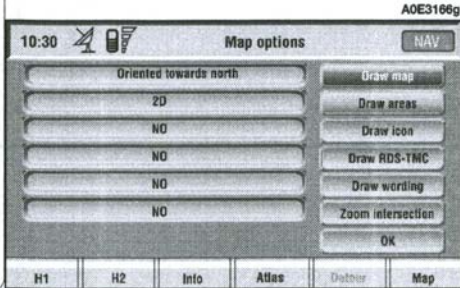 A0E3166g
10:30 Map options NAV
Oriented towards north Draw map
2D Draw areas
NO Draw icon
NO Draw RDS-TMC
NO Draw wording
NO Zoom intersection
OK
H1 H2 Info Atlas Detour Map